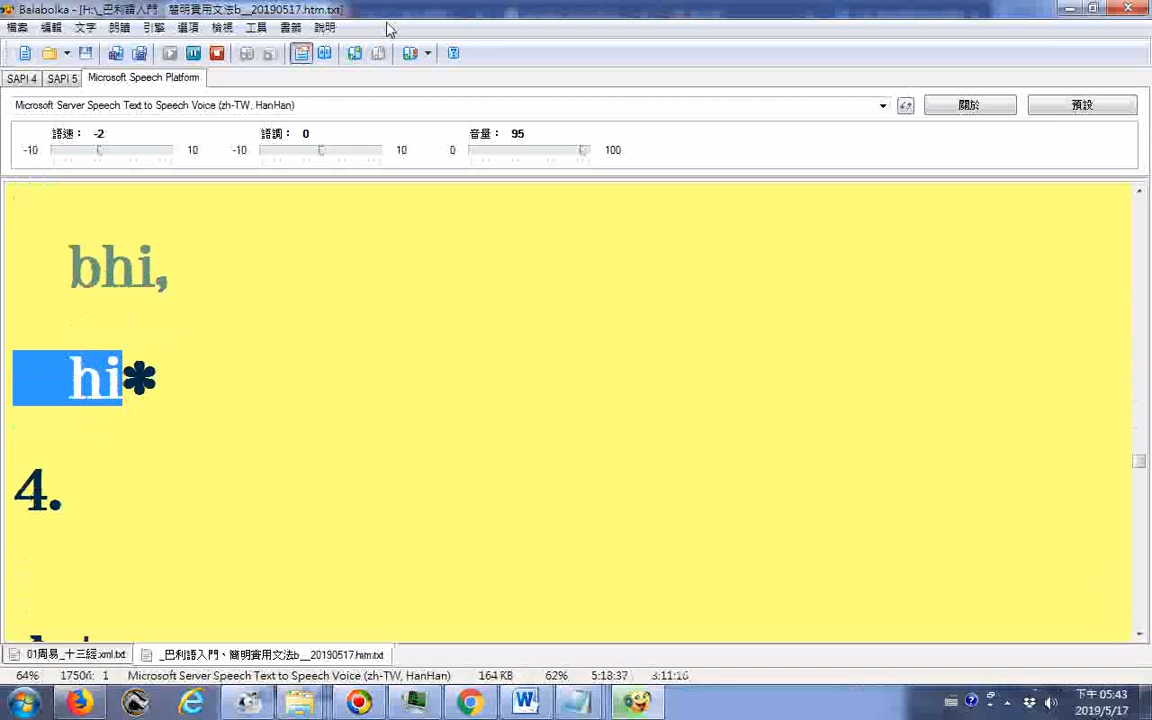 Balabolka - [H:\_巴利語入門、簡明實用文法b__20190517.htm.txt]
檔案 編輯 文字 朗讀 引擎 選項 檢視 工具 書籤 說明
SAPI 4 SAPI 5 Microsoft Speech Platform
Microsoft Server Speech Text to Speech Voice (zh-TW, HanHan) 關於 預設
語速： -2 語調： 0 音量： 95
-10 10 -10 10 0 100
bhi,
hi*
4.
01周易_十三經.xml.txt _巴利語入門、簡明實用文法b__20190517.htm.txt
64% 17506: 1 Microsoft Server Speech Text to Speech Voice (zh-TW, HanHan) 164 KB 62% 5:18:37 3:11:16
下午 05:43
2019/5/17